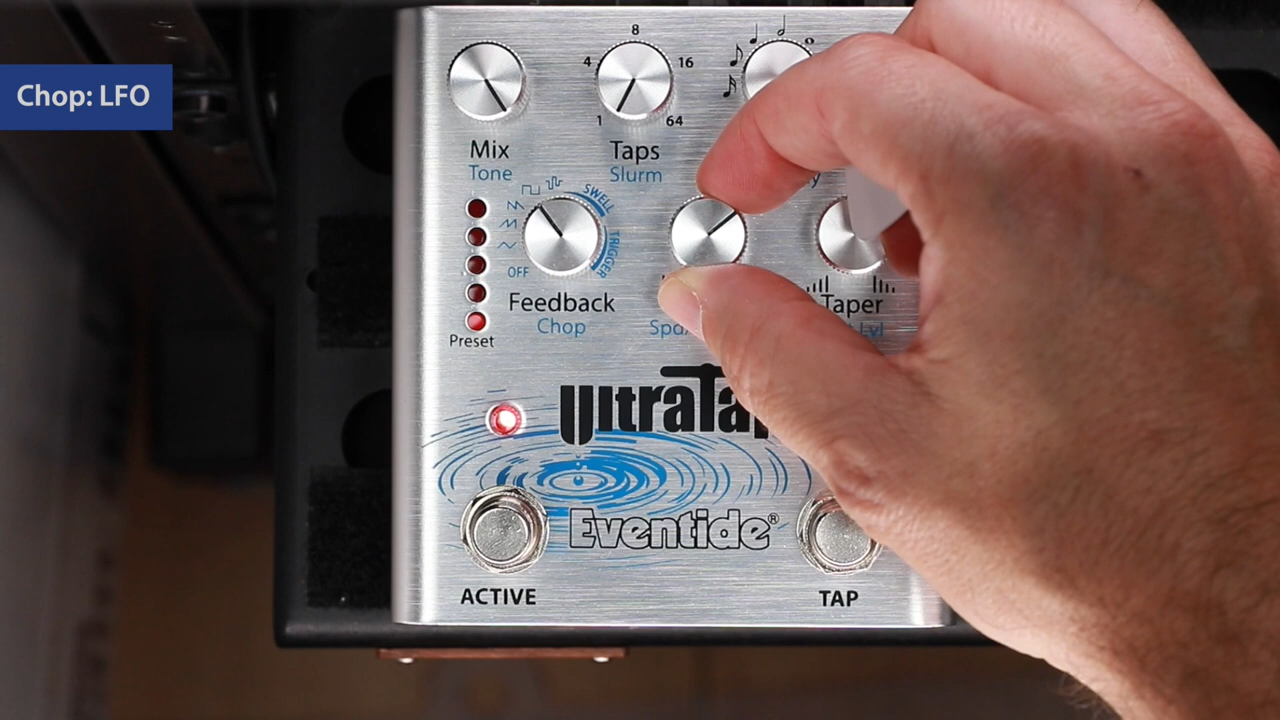 Chop: LFO
8
4
16
1
64
Mix
Tone
Taps
Slurm
SWELL
TRIGGER
OFF
Feedback
Chop
Taper
Lvl
Preset
UltraTap
Eventide®
ACTIVE
TAP